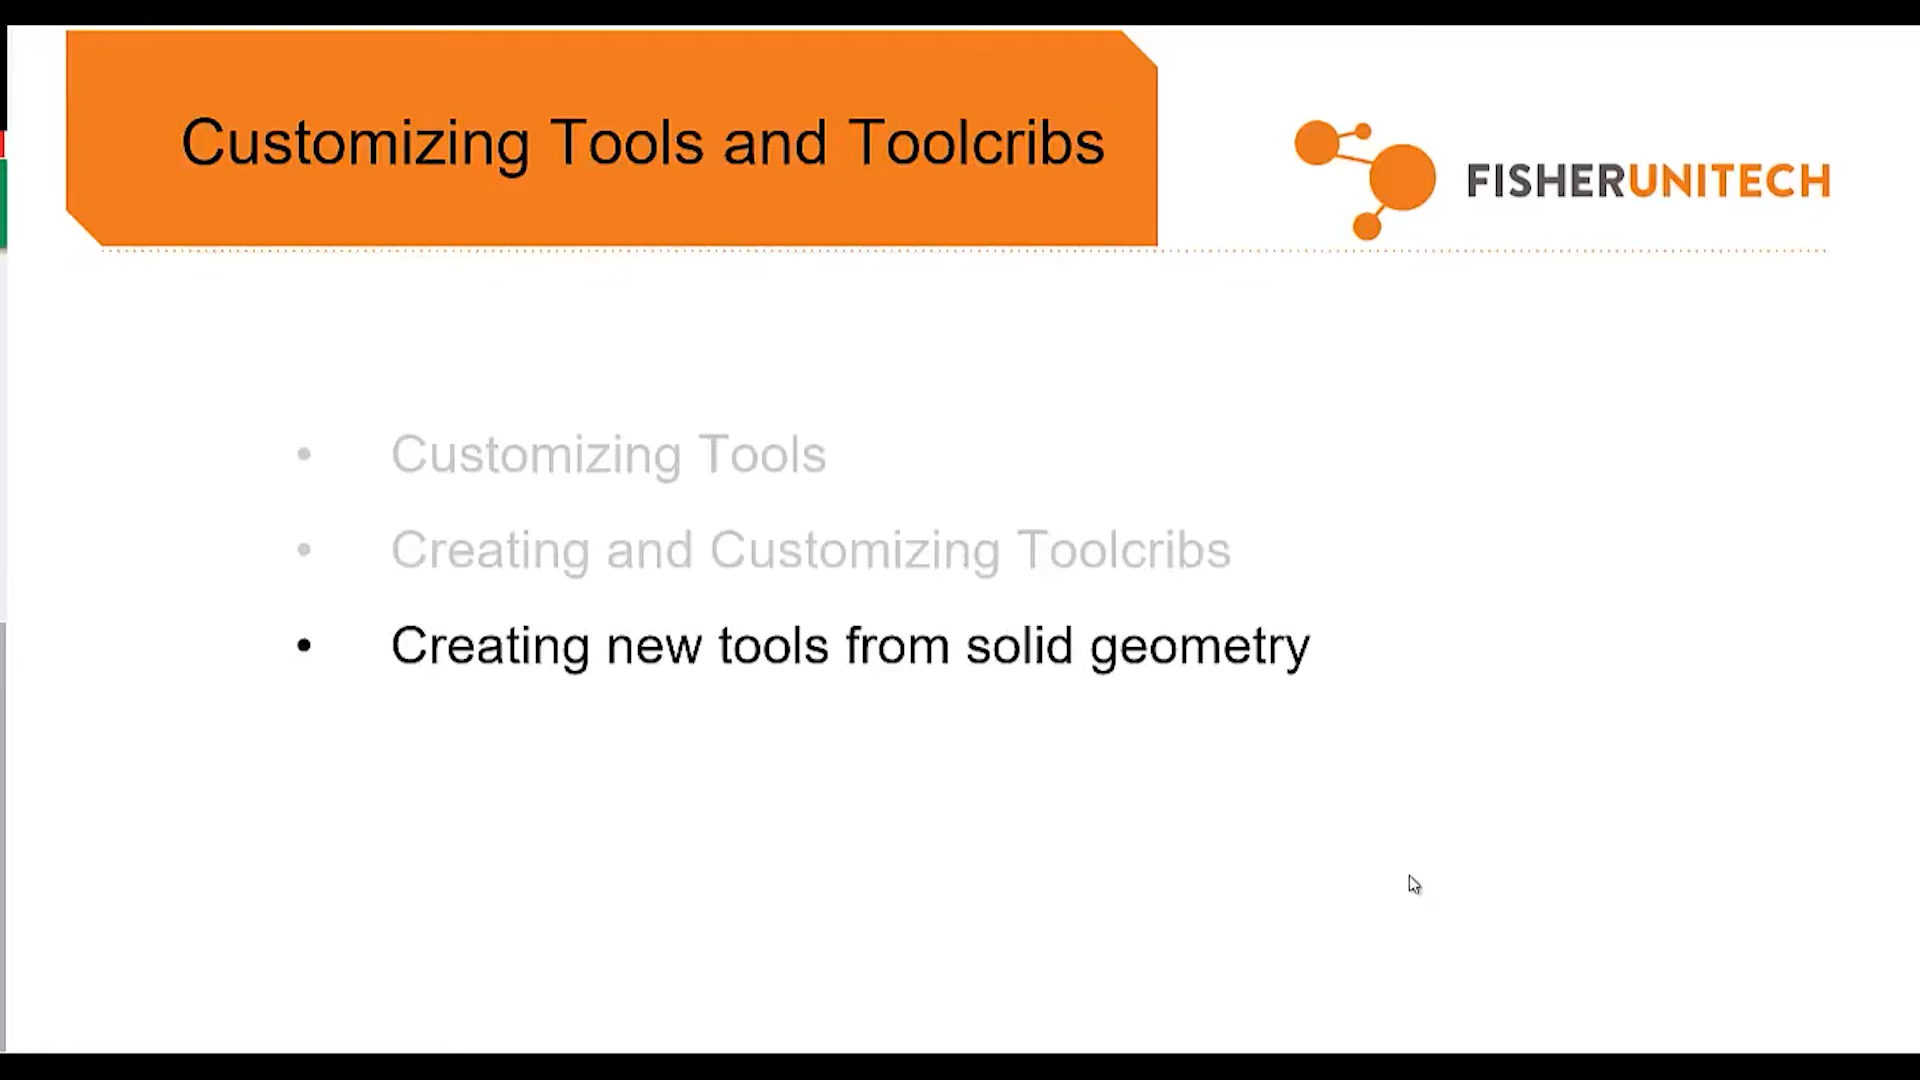 Customizing Tools and Toolcribs
FISHERUNITECH
• Customizing Tools
• Creating and Customizing Toolcribs
• Creating new tools from solid geometry